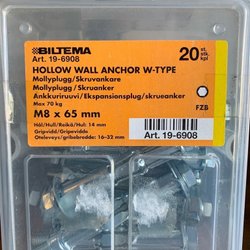 BILTEMA
Art. 19-6908
20 st. stk kpl
HOLLOW WALL ANCHOR W-TYPE
Mollyplugg/Skruvankare
Mollyplugg/Skruanker
Ankkuriruuvi/Ekspansionsplug/skrueanker
Max 70 kg
FZB
M8 x 65 mm
Art. 19-6908
Hål/Hull/Reikä/Hul: 14 mm
Gripvidd/Gripevidde
Oteleveys/gribebredde: 16-32 mm